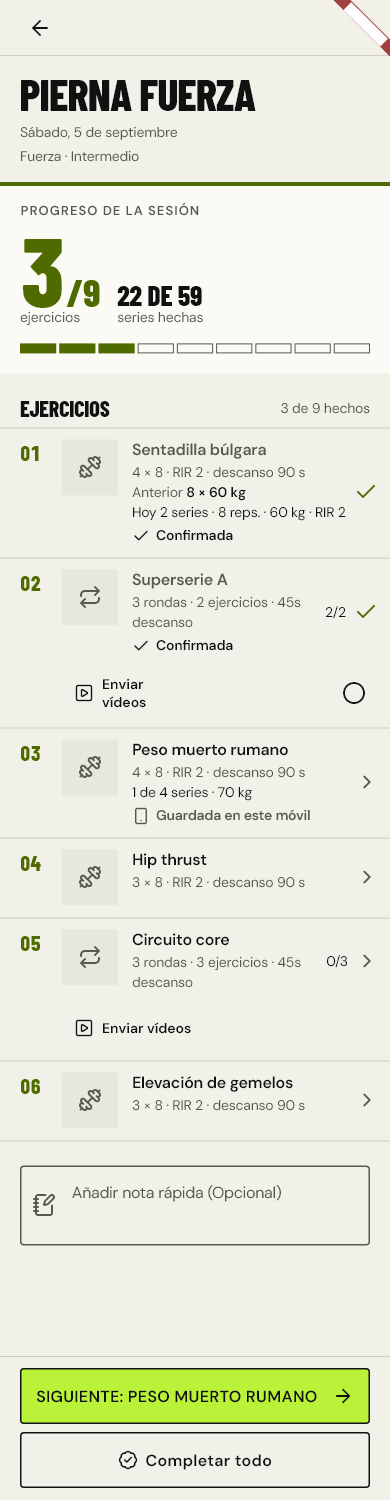 PIERNA FUERZA
Sábado, 5 de septiembre
Fuerza · Intermedio
PROGRESO DE LA SESIÓN
3/9
ejercicios
22 DE 59
series hechas
EJERCICIOS
3 de 9 hechos
01
Sentadilla búlgara
4 × 8 · RIR 2 · descanso 90 s
Anterior 8 × 60 kg
Hoy 2 series · 8 reps. · 60 kg · RIR 2
Confirmada
02
Superserie A
3 rondas · 2 ejercicios · 45s
descanso
2/2
Confirmada
Enviar
vídeos
03
Peso muerto rumano
4 × 8 · RIR 2 · descanso 90 s
1 de 4 series · 70 kg
Guardada en este móvil
04
Hip thrust
3 × 8 · RIR 2 · descanso 90 s
05
Circuito core
3 rondas · 3 ejercicios · 45s
descanso
0/3
Enviar vídeos
06
Elevación de gemelos
3 × 8 · RIR 2 · descanso 90 s
Añadir nota rápida (Opcional)
SIGUIENTE: PESO MUERTO RUMANO
Completar todo